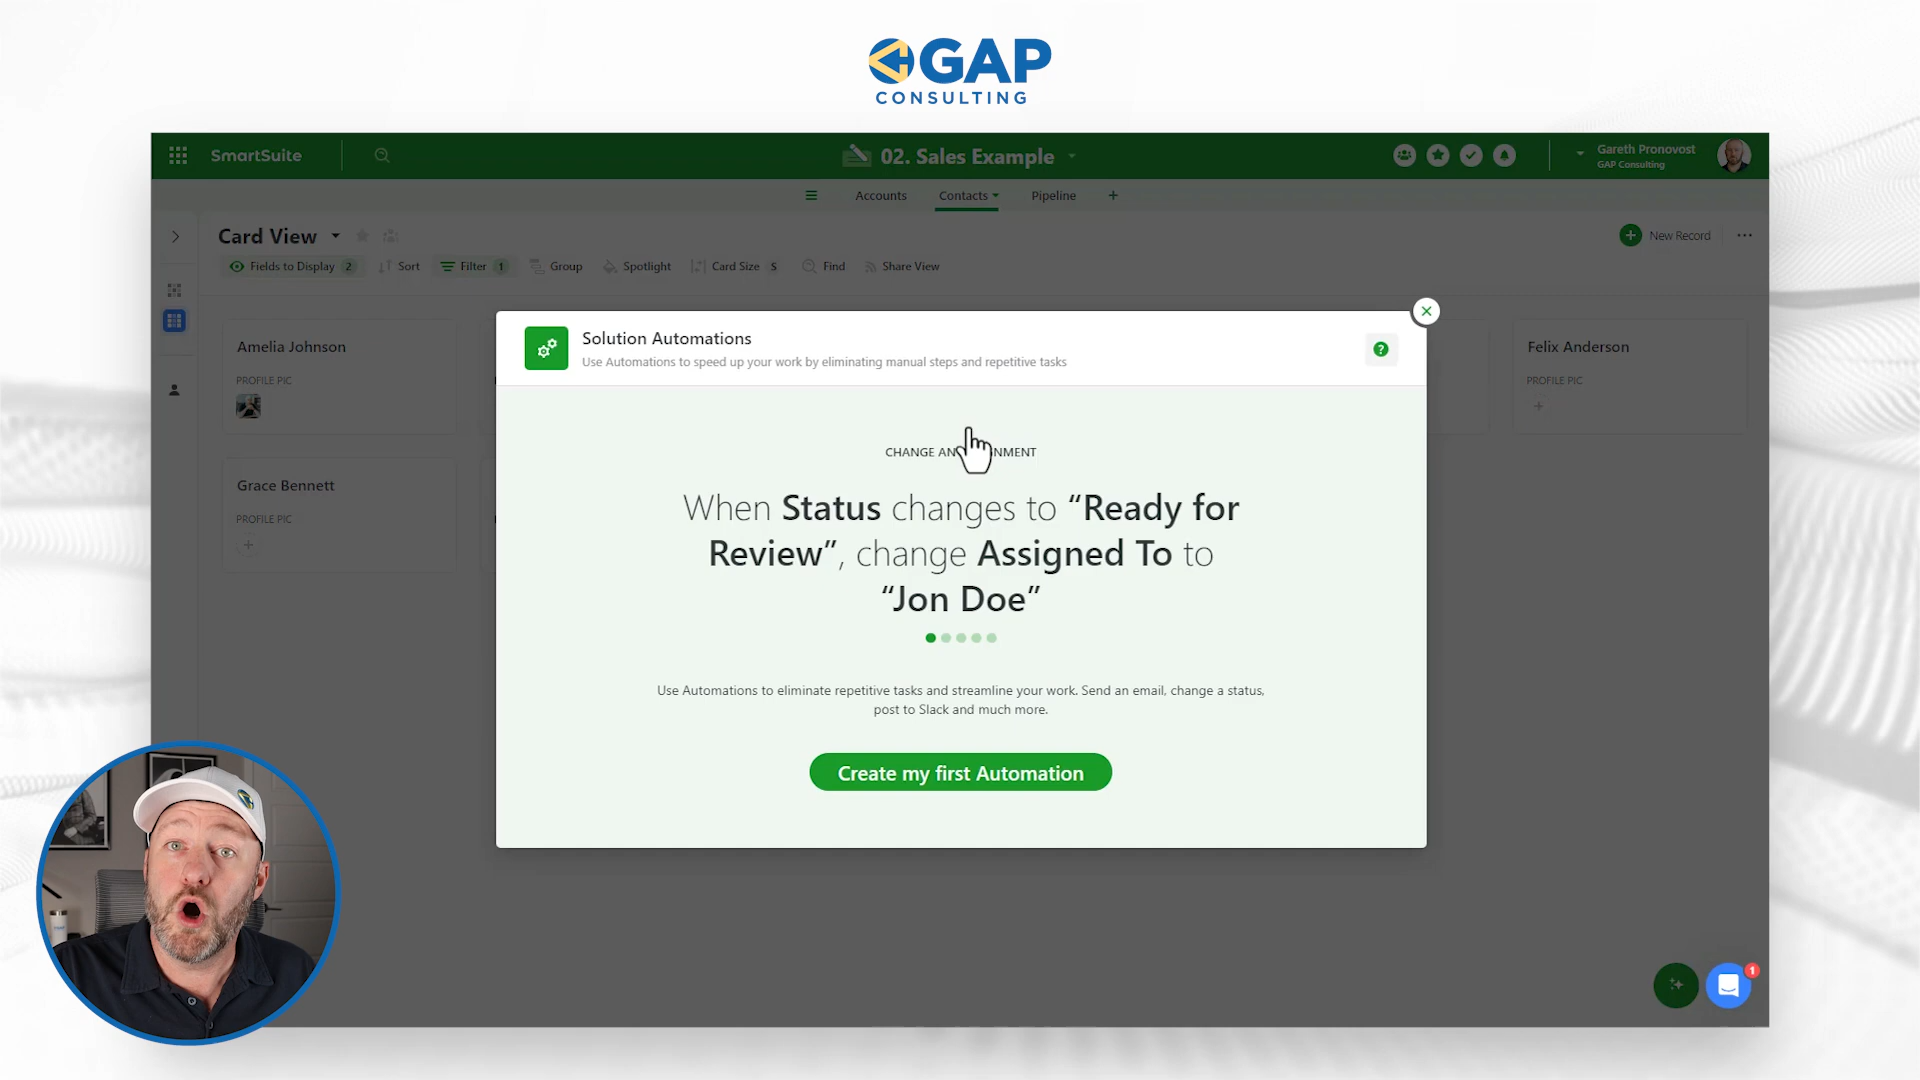 GAP
CONSULTING
SmartSuite
02. Sales Example
Gareth Pronovost
GAP Consulting
Accounts
Contacts
Pipeline
Card View
New Record
Fields to Display 2
Sort
Filter 1
Group
Spotlight
Card Size S
Find
Share View
Amelia Johnson
PROFILE PIC
Felix Anderson
PROFILE PIC
Grace Bennett
PROFILE PIC
Solution Automations
Use Automations to speed up your work by eliminating manual steps and repetitive tasks
CHANGE AN
When Status changes to “Ready for
Review”, change Assigned To to
“Jon Doe”
Use Automations to eliminate repetitive tasks and streamline your work. Send an email, change a status,
post to Slack and much more.
Create my first Automation
1